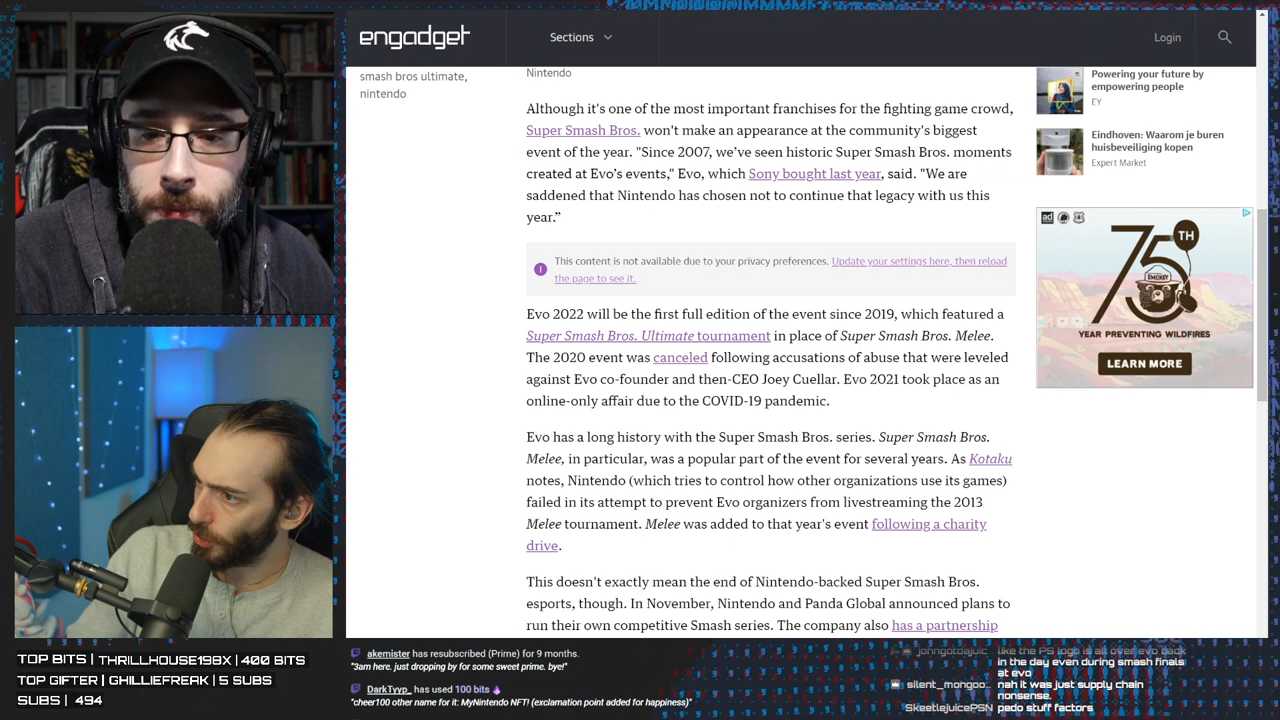 engadget
Sections
Login
smash bros ultimate,
nintendo
Nintendo
Although it's one of the most important franchises for the fighting game crowd,
Super Smash Bros. won't make an appearance at the community's biggest
event of the year. "Since 2007, we’ve seen historic Super Smash Bros. moments
created at Evo’s events," Evo, which Sony bought last year, said. "We are
saddened that Nintendo has chosen not to continue that legacy with us this
year.”
This content is not available due to your privacy preferences. Update your settings here, then reload
the page to see it.
Evo 2022 will be the first full edition of the event since 2019, which featured a
Super Smash Bros. Ultimate tournament in place of Super Smash Bros. Melee.
The 2020 event was canceled following accusations of abuse that were leveled
against Evo co-founder and then-CEO Joey Cuellar. Evo 2021 took place as an
online-only affair due to the COVID-19 pandemic.
Evo has a long history with the Super Smash Bros. series. Super Smash Bros.
Melee, in particular, was a popular part of the event for several years. As Kotaku
notes, Nintendo (which tries to control how other organizations use its games)
failed in its attempt to prevent Evo organizers from livestreaming the 2013
Melee tournament. Melee was added to that year's event following a charity
drive.
This doesn't exactly mean the end of Nintendo-backed Super Smash Bros.
esports, though. In November, Nintendo and Panda Global announced plans to
run their own competitive Smash series. The company also has a partnership
Powering your future by
empowering people
EY
Eindhoven: Waarom je buren
huisbeveiliging kopen
Expert Market
ad
75TH
SMOKEY
YEAR PREVENTING WILDFIRES
LEARN MORE
TOP BITS | THRILLHOUSE198X | 400 BITS
TOP GIFTER | GHILLIEFREAK | 5 SUBS
SUBS | 494
akemister has resubscribed (Prime) for 9 months.
"3am here. just dropping by for some sweet prime. bye!"
DarkTyyp_ has used 100 bits
"cheer100 other name for it: MyNintendo NFT! (exclamation point added for happiness)"
johngotdajuic... like the PS logo is all over evo back
in the day even during smash finals
at evo
silent_mongoo... nah it was just supply chain
nonsense.
SkeetlejuicePSN pedo stuff factors